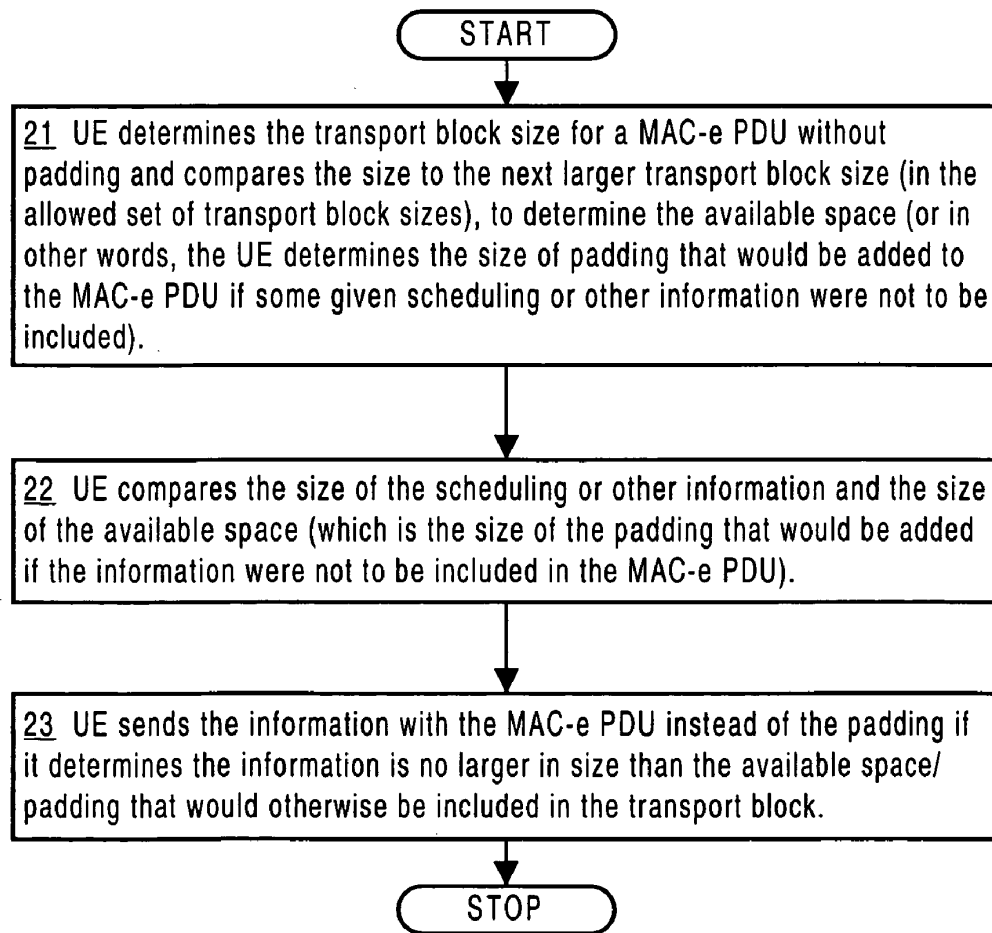 START
21 UE determines the transport block size for a MAC-e PDU without
padding and compares the size to the next larger transport block size (in the
allowed set of transport block sizes), to determine the available space (or in
other words, the UE determines the size of padding that would be added to
the MAC-e PDU if some given scheduling or other information were not to be
included).
22 UE compares the size of the scheduling or other information and the size
of the available space (which is the size of the padding that would be added
if the information were not to be included in the MAC-e PDU).
23 UE sends the information with the MAC-e PDU instead of the padding if
it determines the information is no larger in size than the available space/
padding that would otherwise be included in the transport block.
STOP